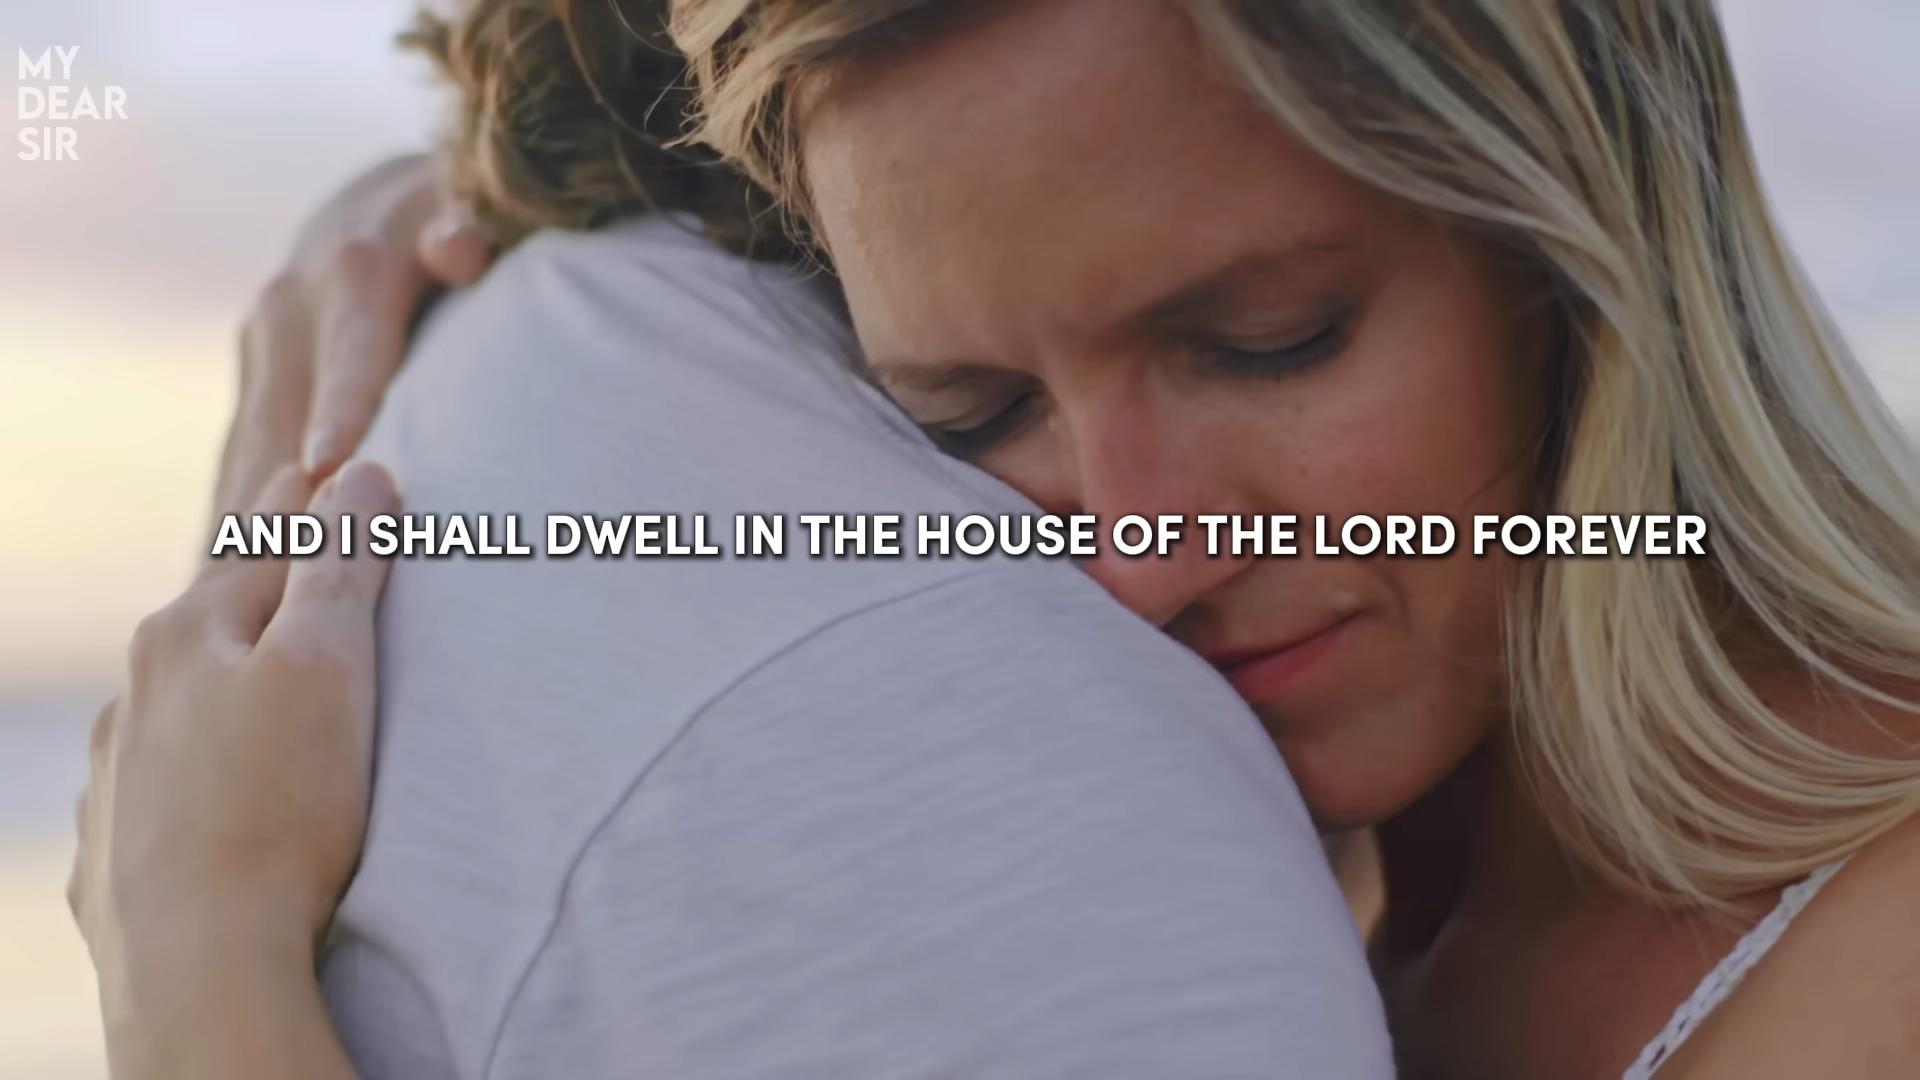 MY
DEAR
SIR
AND I SHALL DWELL IN THE HOUSE OF THE LORD FOREVER